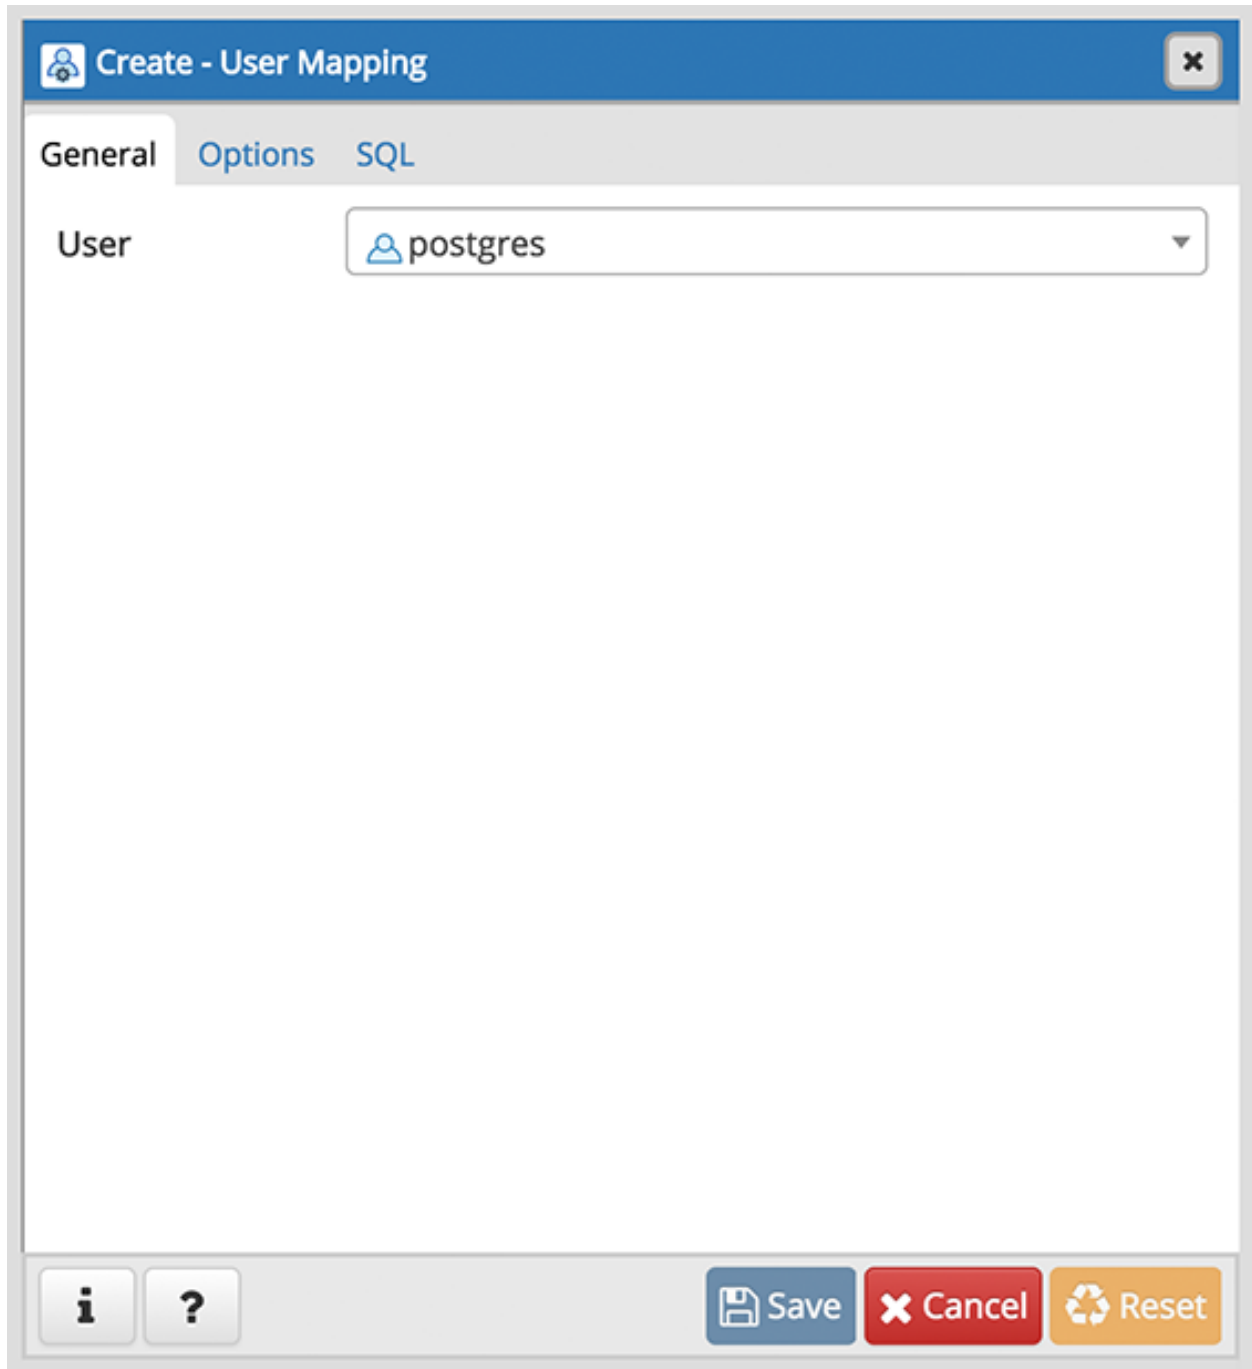 Create - User Mapping
General Options SQL
User postgres
i ? Save Cancel Reset